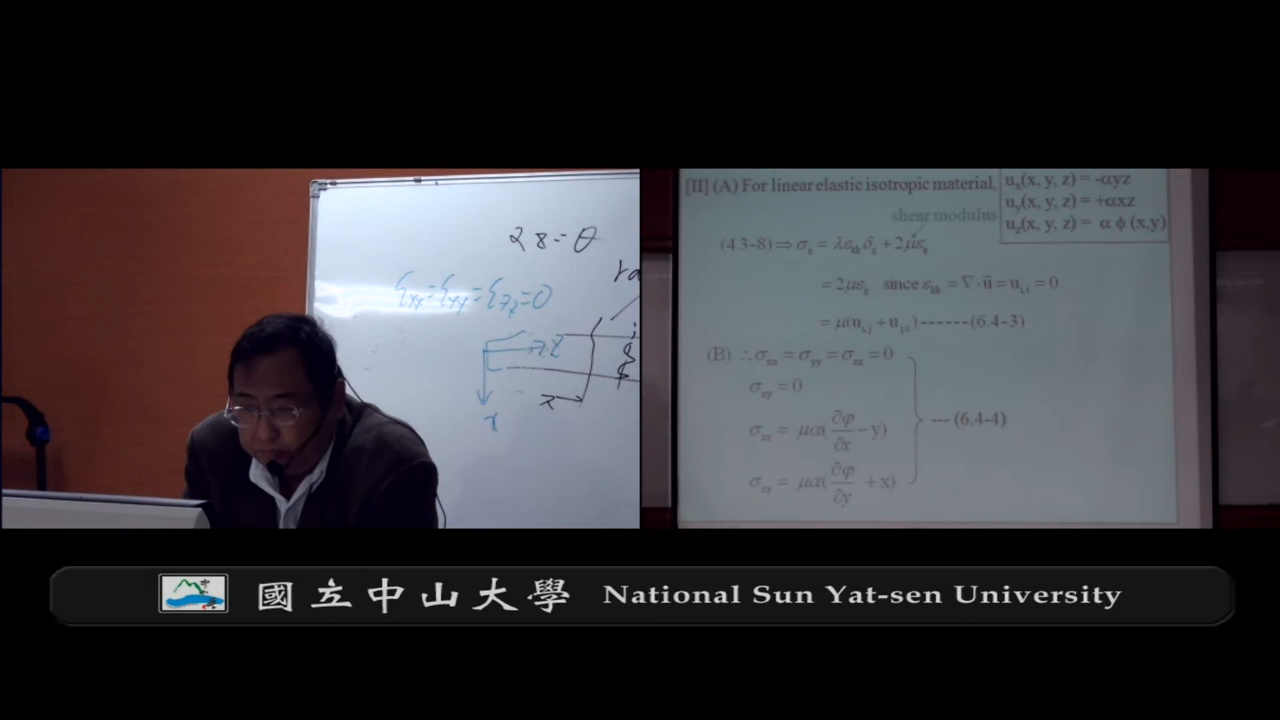 α z = θ
ε_xx = ε_yy = ε_zz = 0
x
[II] (A) For linear elastic isotropic material,
u_x(x, y, z) = -αyz
u_y(x, y, z) = +αxz
u_z(x, y, z) = α ϕ (x,y)
shear modulus
(4.3-8) ⇒ σ_ij = λε_kk δ_ij + 2με_ij
= 2με_ij since ε_kk = ∇·ū = u_i,i = 0
= μ(u_i,j + u_j,i) ------(6.4-3)
(B) ∴ σ_xx = σ_yy = σ_zz = 0
σ_xy = 0
σ_zx = μα(∂φ/∂x − y)
--- (6.4-4)
σ_zy = μα(∂φ/∂y + x)
國立中山大學 National Sun Yat-sen University